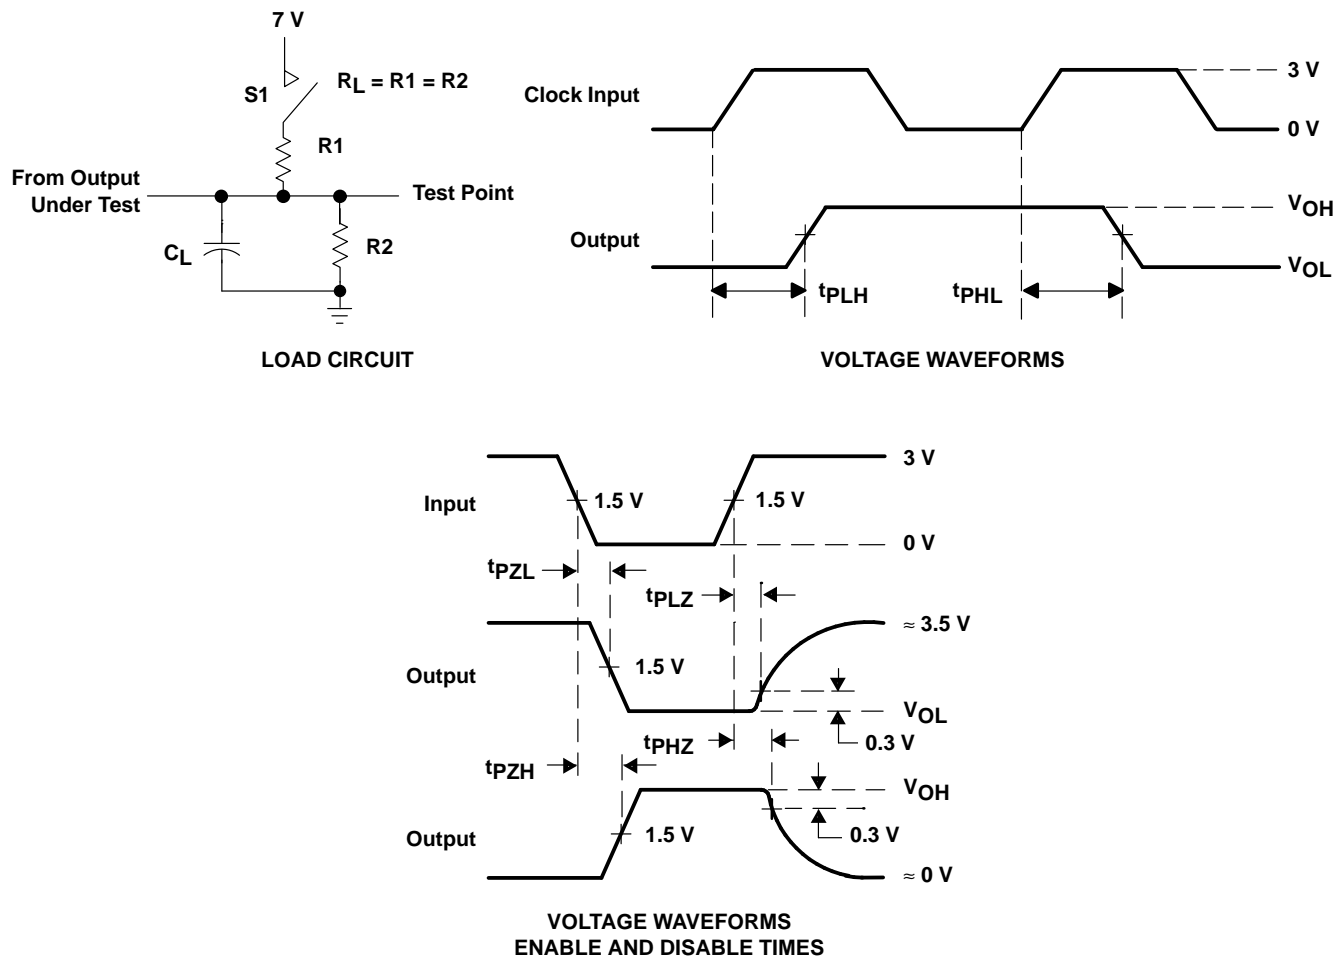 7 V
S1
RL = R1 = R2
R1
From Output
Under Test
Test Point
CL
R2
LOAD CIRCUIT
Clock Input
3 V
0 V
Output
VOH
VOL
tPLH
tPHL
VOLTAGE WAVEFORMS
Input
1.5 V
1.5 V
3 V
0 V
tPZL
tPLZ
Output
1.5 V
≈ 3.5 V
VOL
0.3 V
tPZH
tPHZ
Output
1.5 V
VOH
0.3 V
≈ 0 V
VOLTAGE WAVEFORMS
ENABLE AND DISABLE TIMES